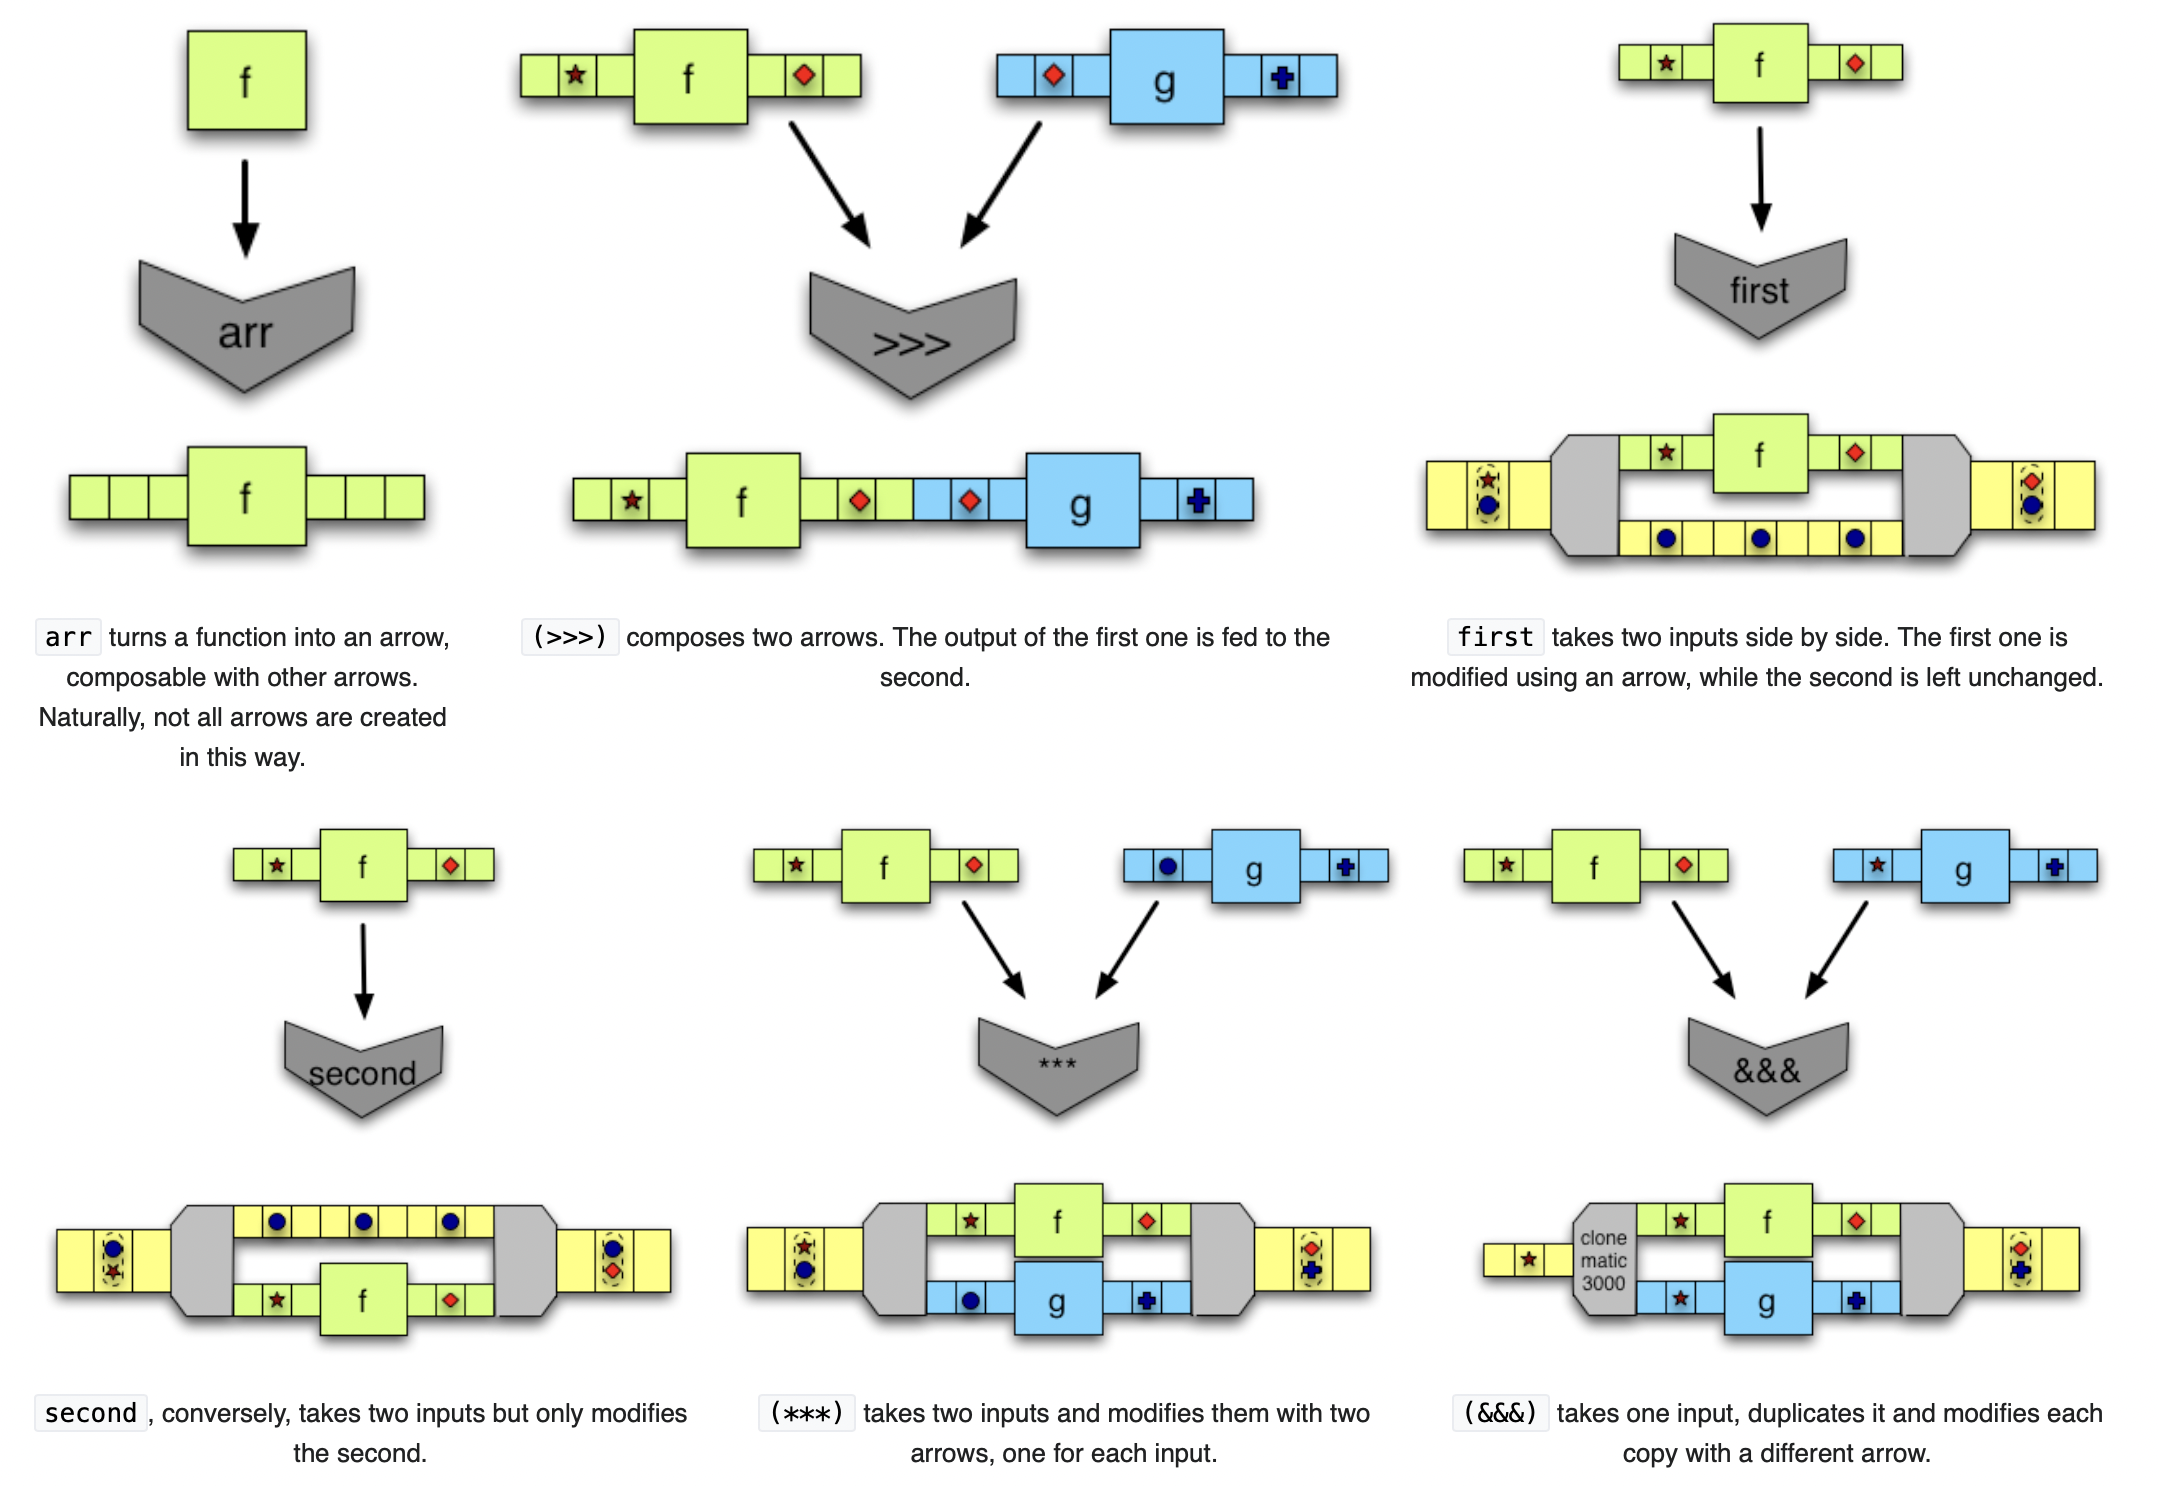 f
arr
f
arr turns a function into an arrow,
composable with other arrows.
Naturally, not all arrows are created
in this way.
f
g
>>>
f
g
(>>>) composes two arrows. The output of the first one is fed to the
second.
f
first
f
first takes two inputs side by side. The first one is
modified using an arrow, while the second is left unchanged.
f
second
f
second , conversely, takes two inputs but only modifies
the second.
f
g
***
f
g
(***) takes two inputs and modifies them with two
arrows, one for each input.
f
g
&&&
clone
matic
3000
f
g
(&&&) takes one input, duplicates it and modifies each
copy with a different arrow.